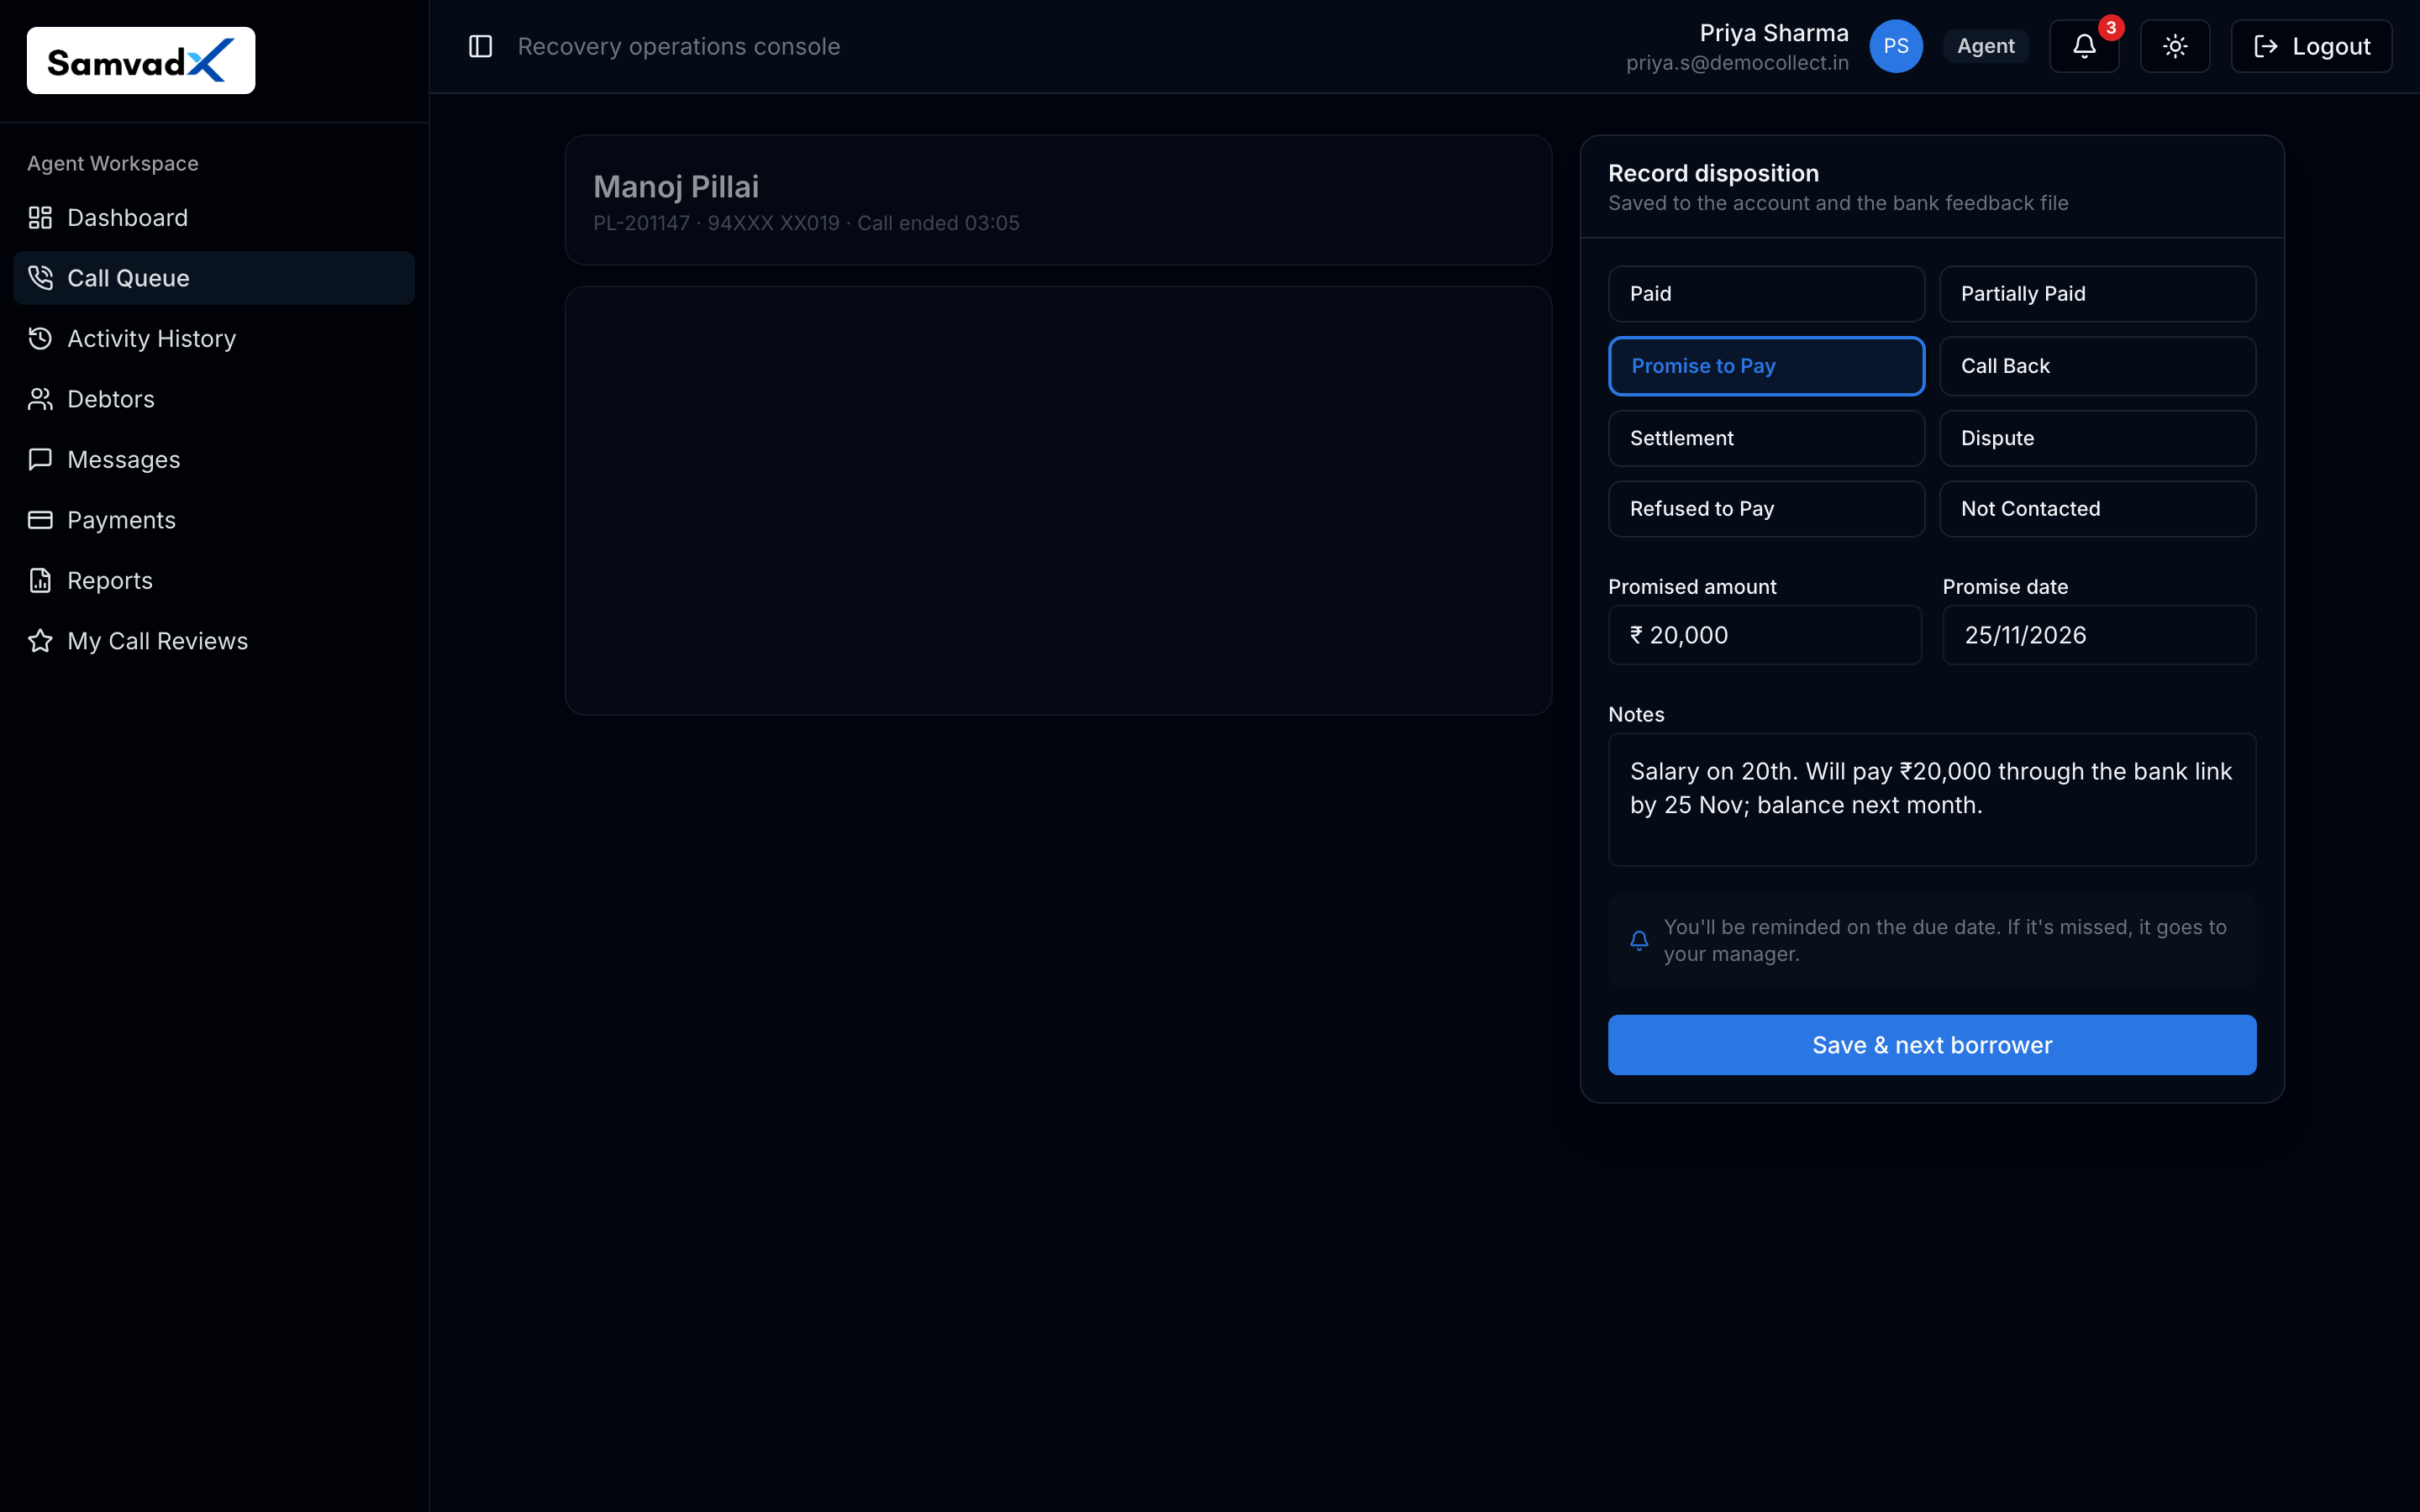 SamvadX
Agent Workspace
Dashboard
Call Queue
Activity History
Debtors
Messages
Payments
Reports
My Call Reviews
Recovery operations console
Priya Sharma
priya.s@democollect.in
PS
Agent
3
Logout
Manoj Pillai
PL-201147 · 94XXX XX019 · Call ended 03:05
Record disposition
Saved to the account and the bank feedback file
Paid
Partially Paid
Promise to Pay
Call Back
Settlement
Dispute
Refused to Pay
Not Contacted
Promised amount
Promise date
₹ 20,000
25/11/2026
Notes
Salary on 20th. Will pay ₹20,000 through the bank link
by 25 Nov; balance next month.
You'll be reminded on the due date. If it's missed, it goes to
your manager.
Save & next borrower